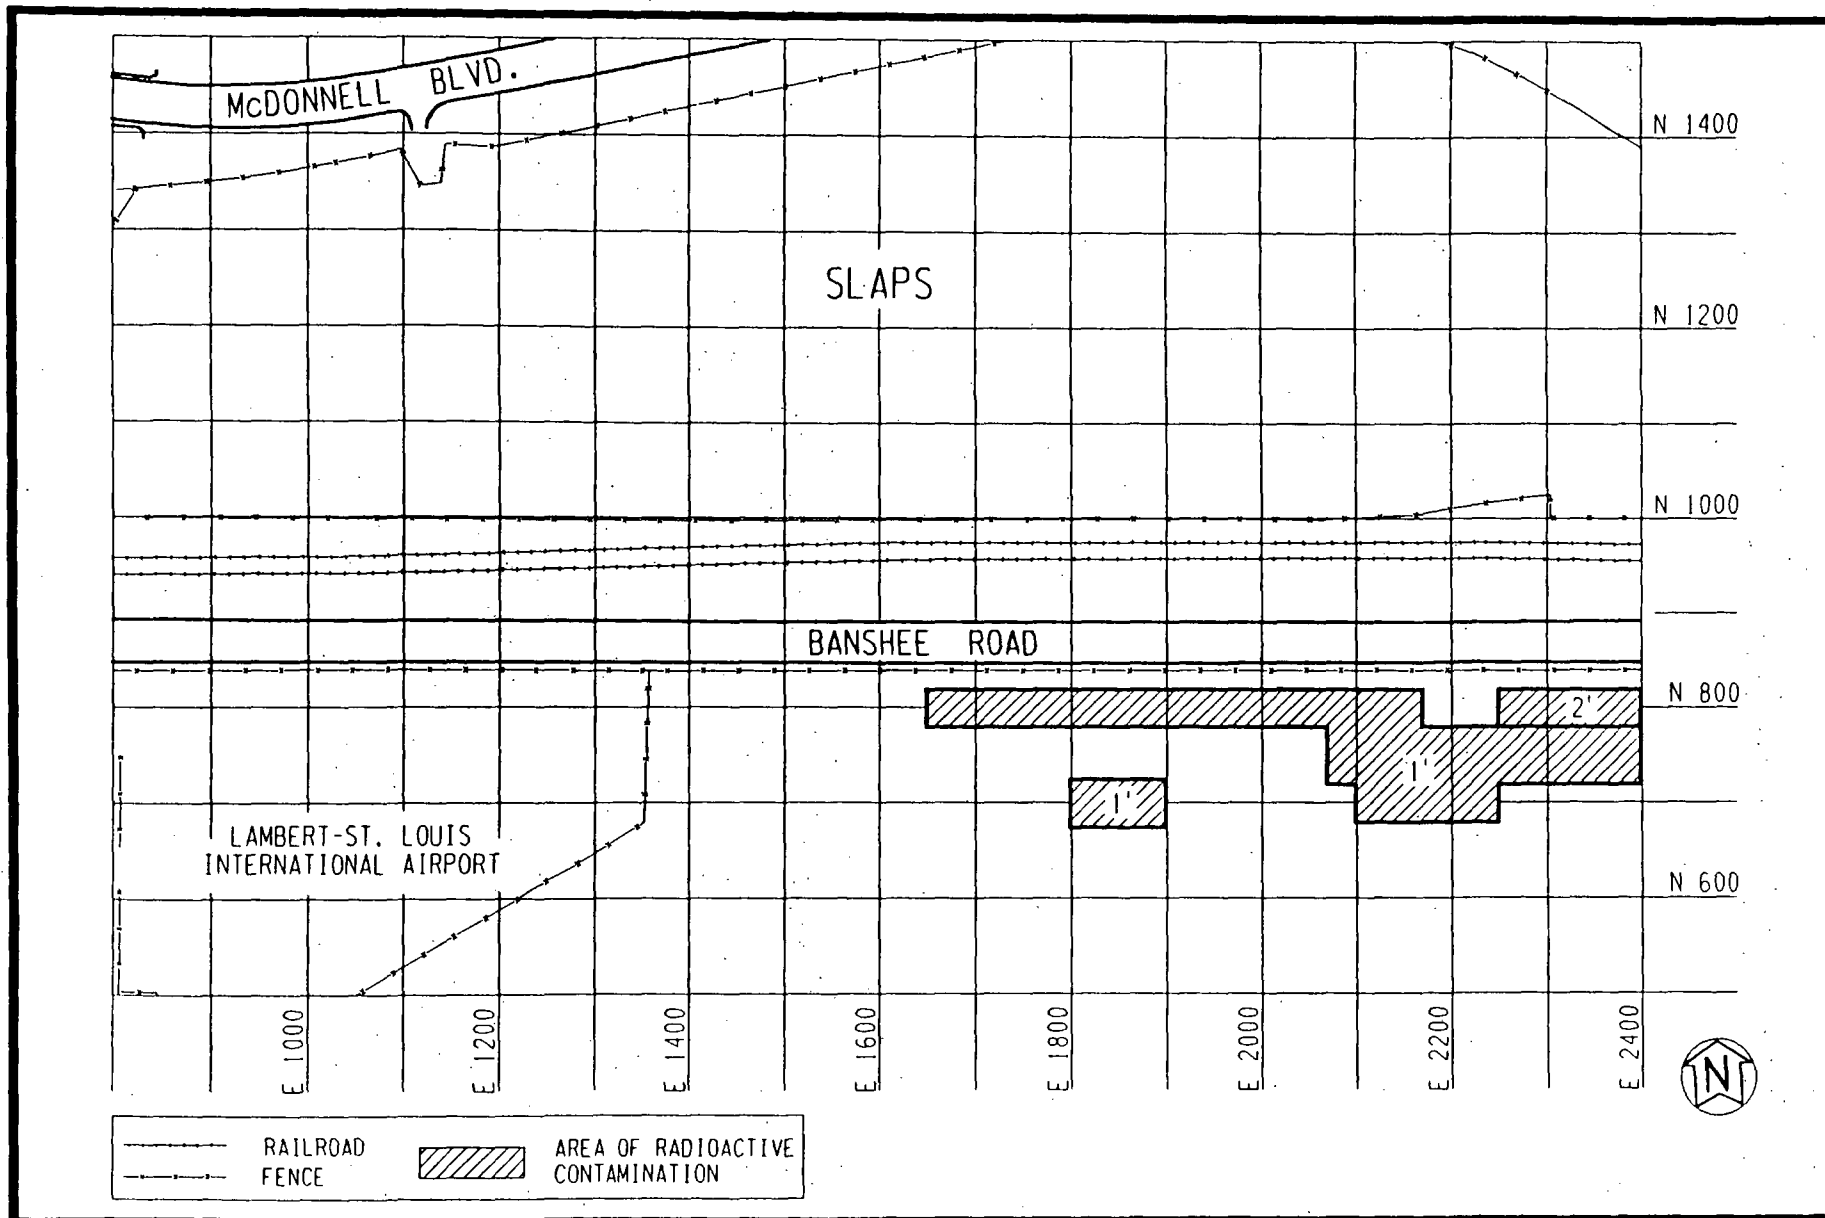 McDONNELL BLVD.
N 1400
SLAPS
N 1200
N 1000
BANSHEE ROAD
N 800
2'
1'
1'
LAMBERT-ST. LOUIS
INTERNATIONAL AIRPORT
N 600
E 1000
E 1200
E 1400
E 1600
E 1800
E 2000
E 2200
E 2400
N
RAILROAD
FENCE
AREA OF RADIOACTIVE
CONTAMINATION